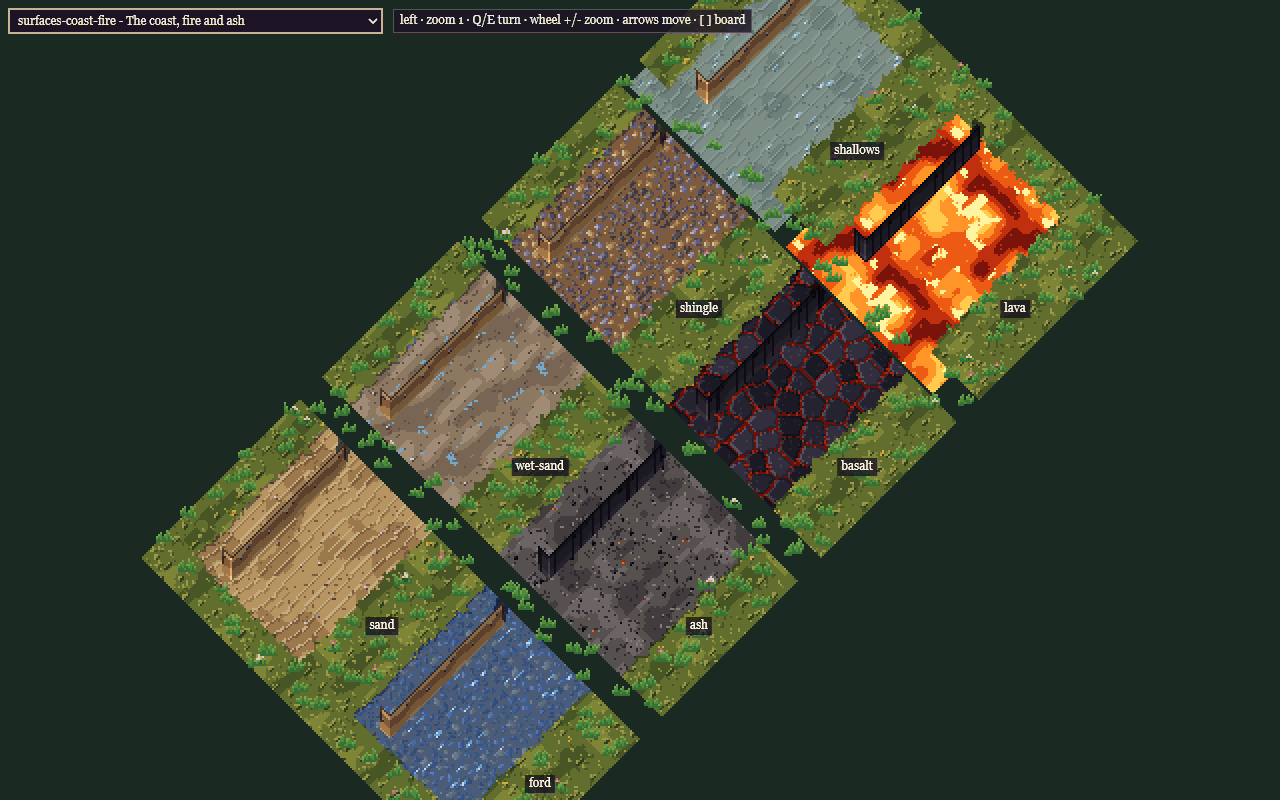 surfaces-coast-fire - The coast, fire and ash
left · zoom 1 · Q/E turn · wheel +/- zoom · arrows move · [ ] board
shallows
shingle
lava
wet-sand
basalt
sand
ash
ford